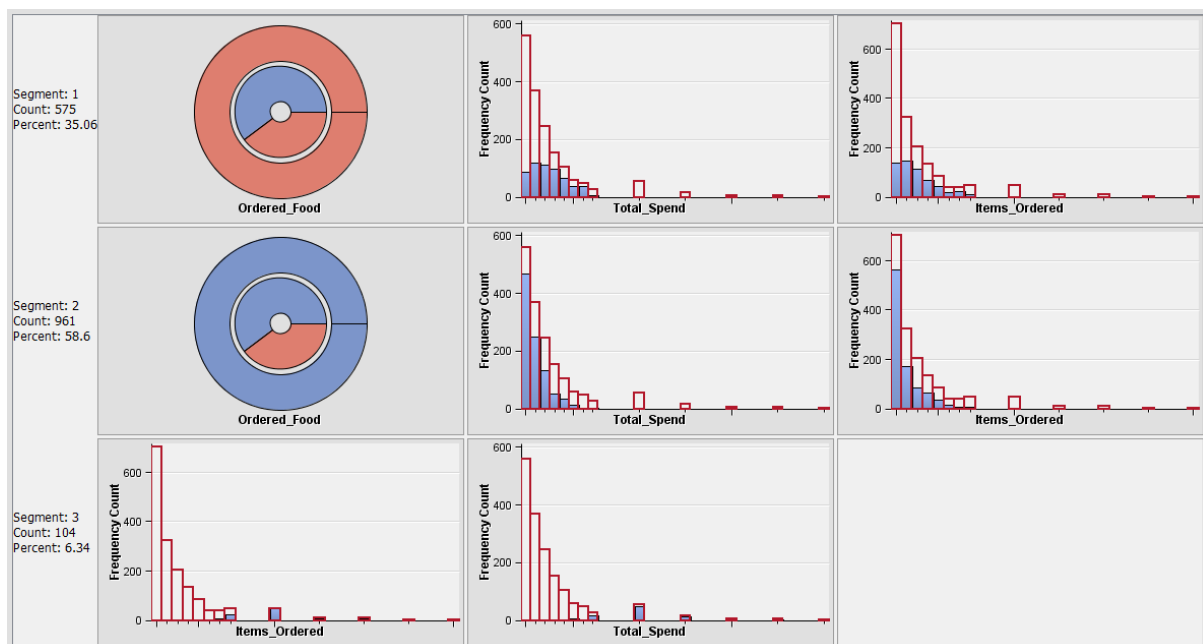 Segment: 1
Count: 575
Percent: 35.06
Ordered_Food
Frequency Count
600
400
200
0
Total_Spend
Frequency Count
600
400
200
0
Items_Ordered
Segment: 2
Count: 961
Percent: 58.6
Ordered_Food
Frequency Count
600
400
200
0
Total_Spend
Frequency Count
600
400
200
0
Items_Ordered
Segment: 3
Count: 104
Percent: 6.34
Frequency Count
600
400
200
0
Items_Ordered
Frequency Count
600
400
200
0
Total_Spend